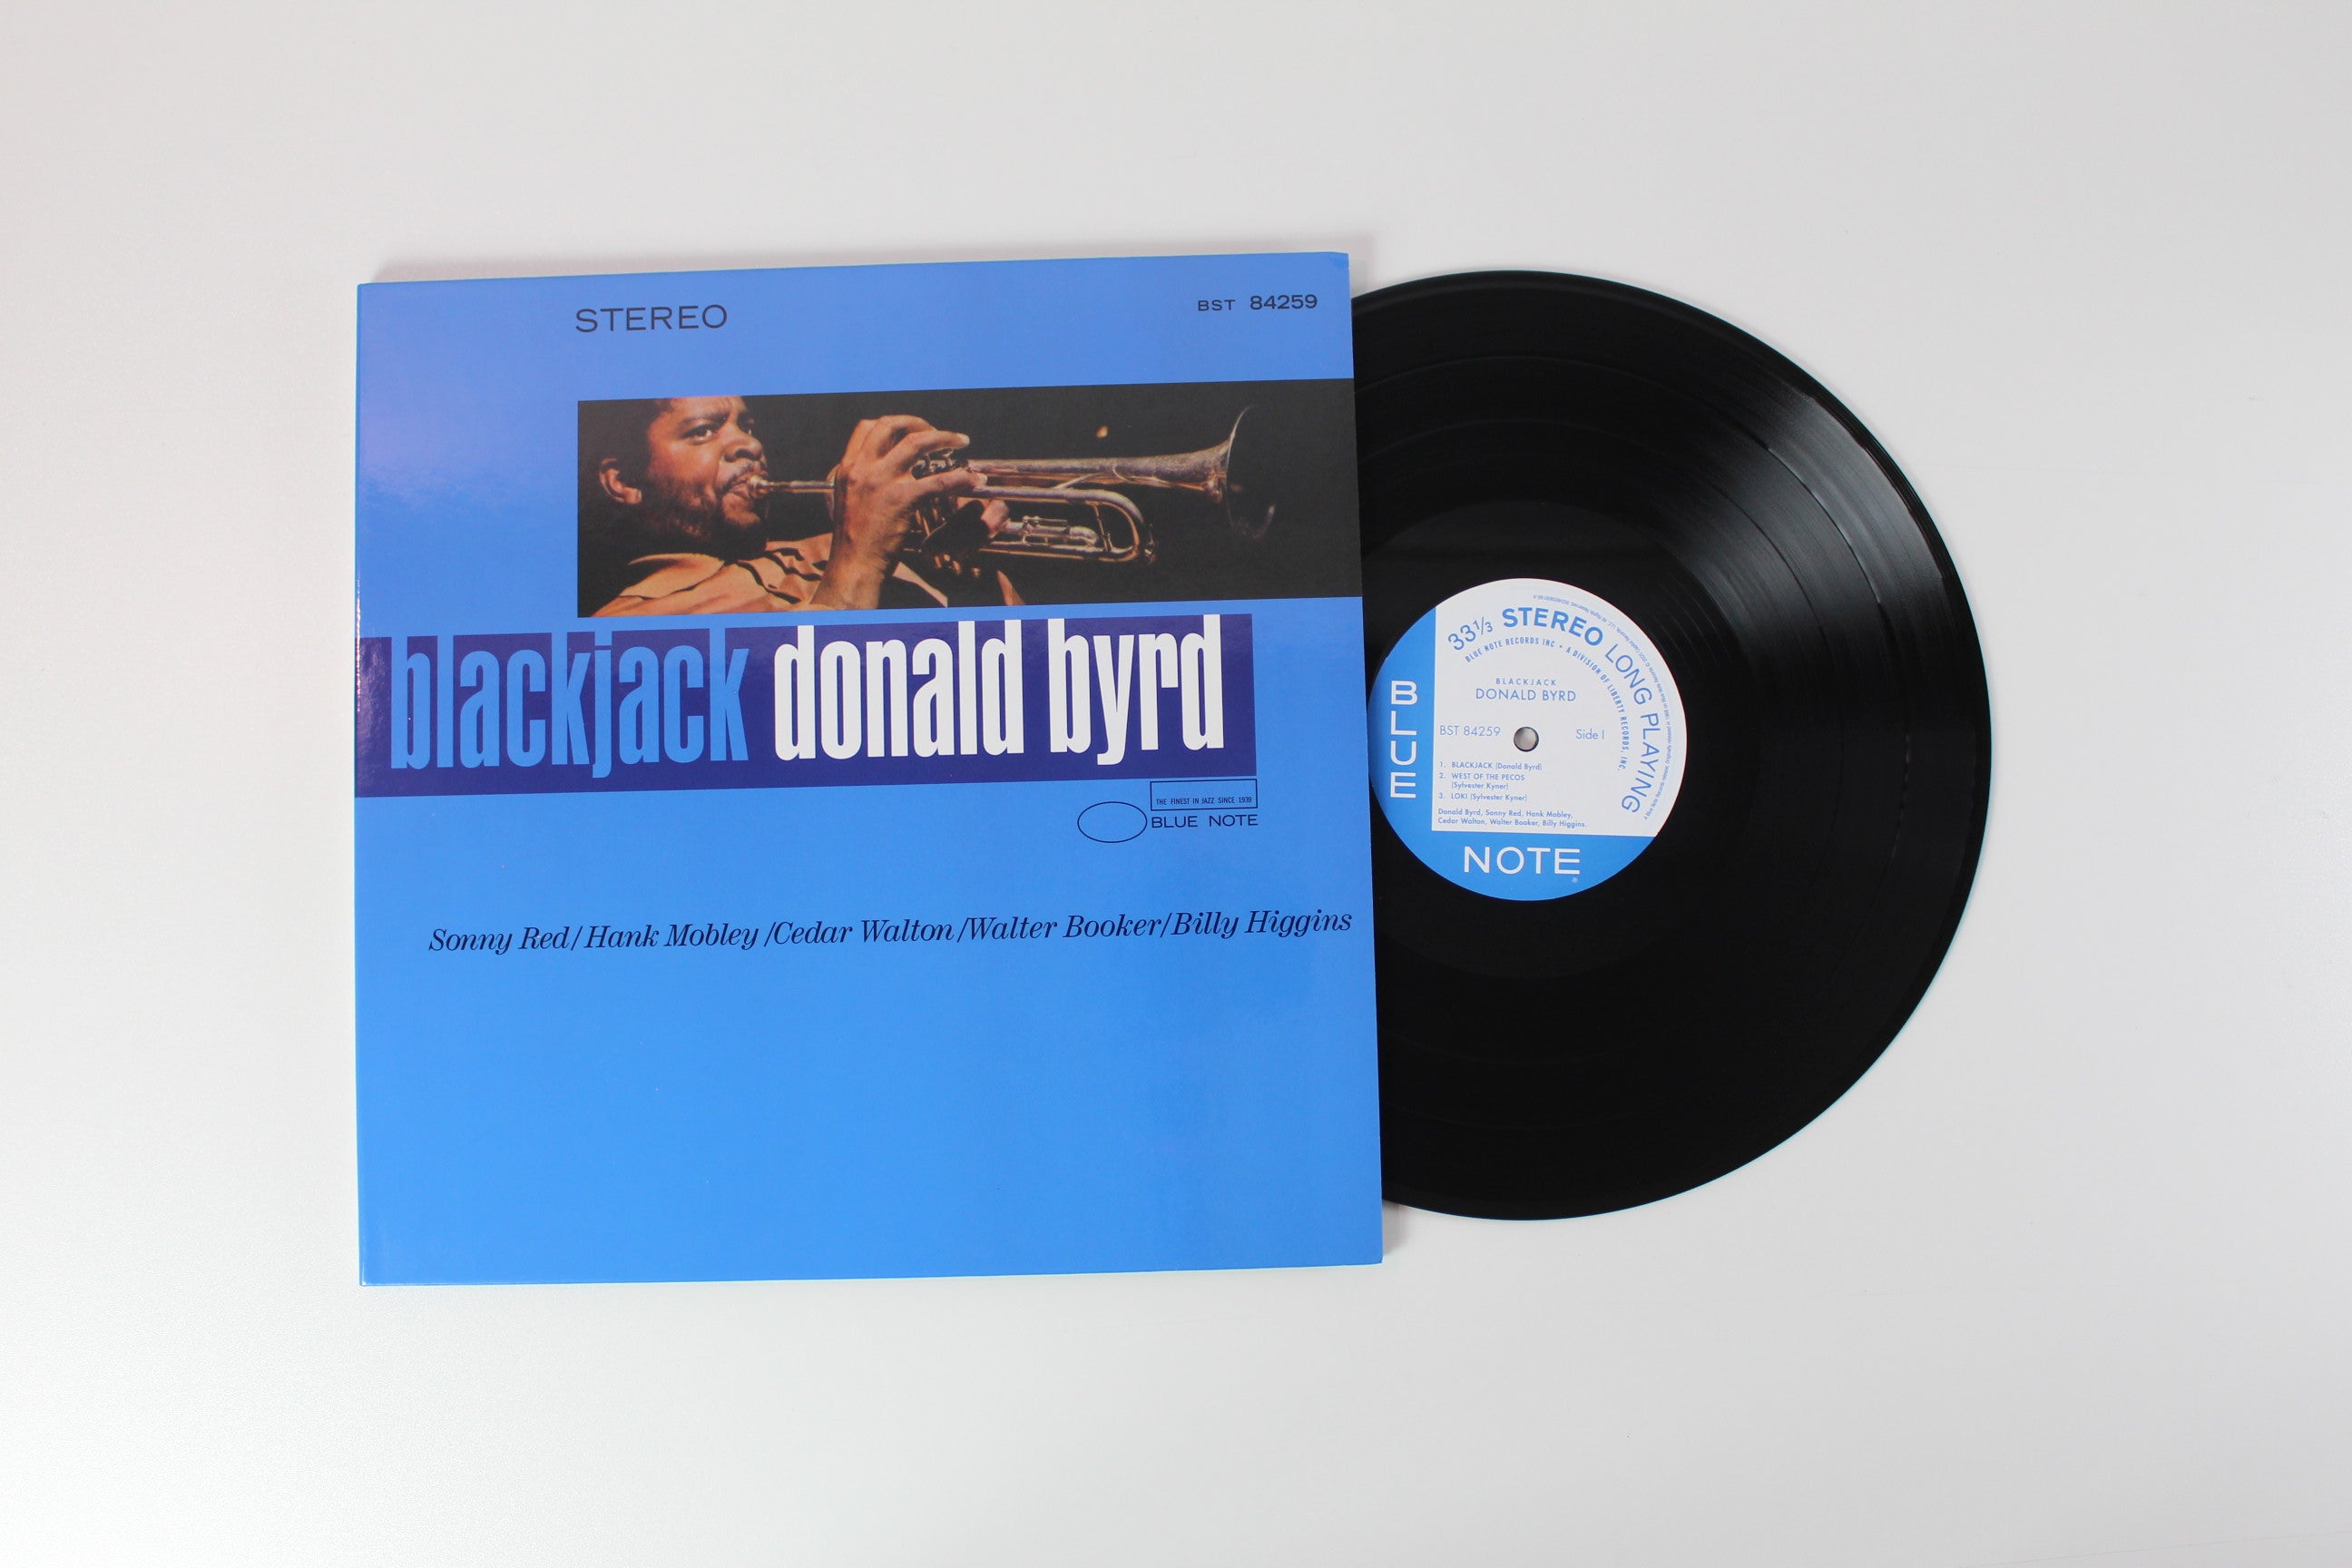 STEREO
BST 84259
blackjack donald byrd
THE FINEST IN JAZZ SINCE 1939
BLUE NOTE
Sonny Red/Hank Mobley/Cedar Walton/Walter Booker/Billy Higgins
33 1/3 STEREO LONG PLAYING
BLUE NOTE RECORDS INC • A DIVISION OF LIBERTY RECORDS, INC.
BLACKJACK
DONALD BYRD
BST 84259 Side I
1. BLACKJACK (Donald Byrd)
2. WEST OF THE PECOS
(Sylvester Kyner)
3. LOKI (Sylvester Kyner)
Donald Byrd, Sonny Red, Hank Mobley,
Cedar Walton, Walter Booker, Billy Higgins.
BLUE
NOTE